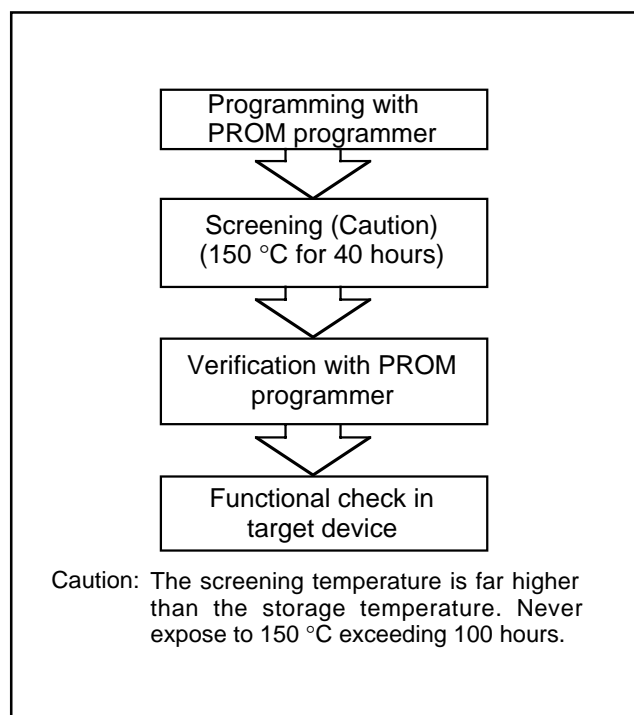 Programming with
PROM programmer
Screening (Caution)
(150 °C for 40 hours)
Verification with PROM
programmer
Functional check in
target device
Caution: The screening temperature is far higher
than the storage temperature. Never
expose to 150 °C exceeding 100 hours.